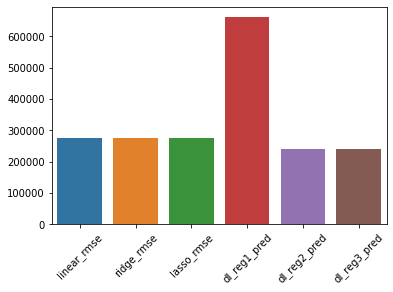 600000
500000
400000
300000
200000
100000
0
linear_rmse
ridge_rmse
lasso_rmse
dl_reg1_pred
dl_reg2_pred
dl_reg3_pred